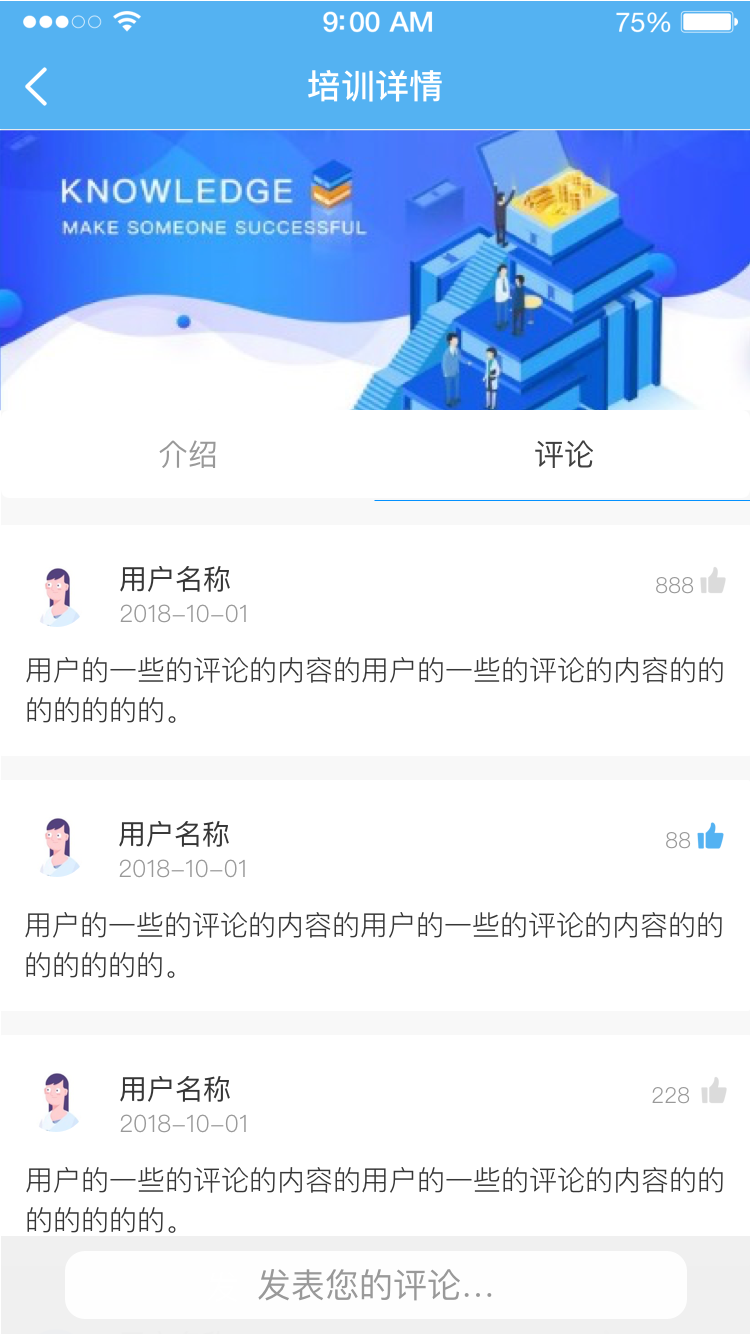 9:00 AM
75%
培训详情
KNOWLEDGE
MAKE SOMEONE SUCCESSFUL
介绍
评论
用户名称
888
2018-10-01
用户的一些的评论的内容的用户的一些的评论的内容的的
的的的的的。
用户名称
88
2018-10-01
用户的一些的评论的内容的用户的一些的评论的内容的的
的的的的的。
用户名称
228
2018-10-01
用户的一些的评论的内容的用户的一些的评论的内容的的
的的的的的。
发表您的评论...